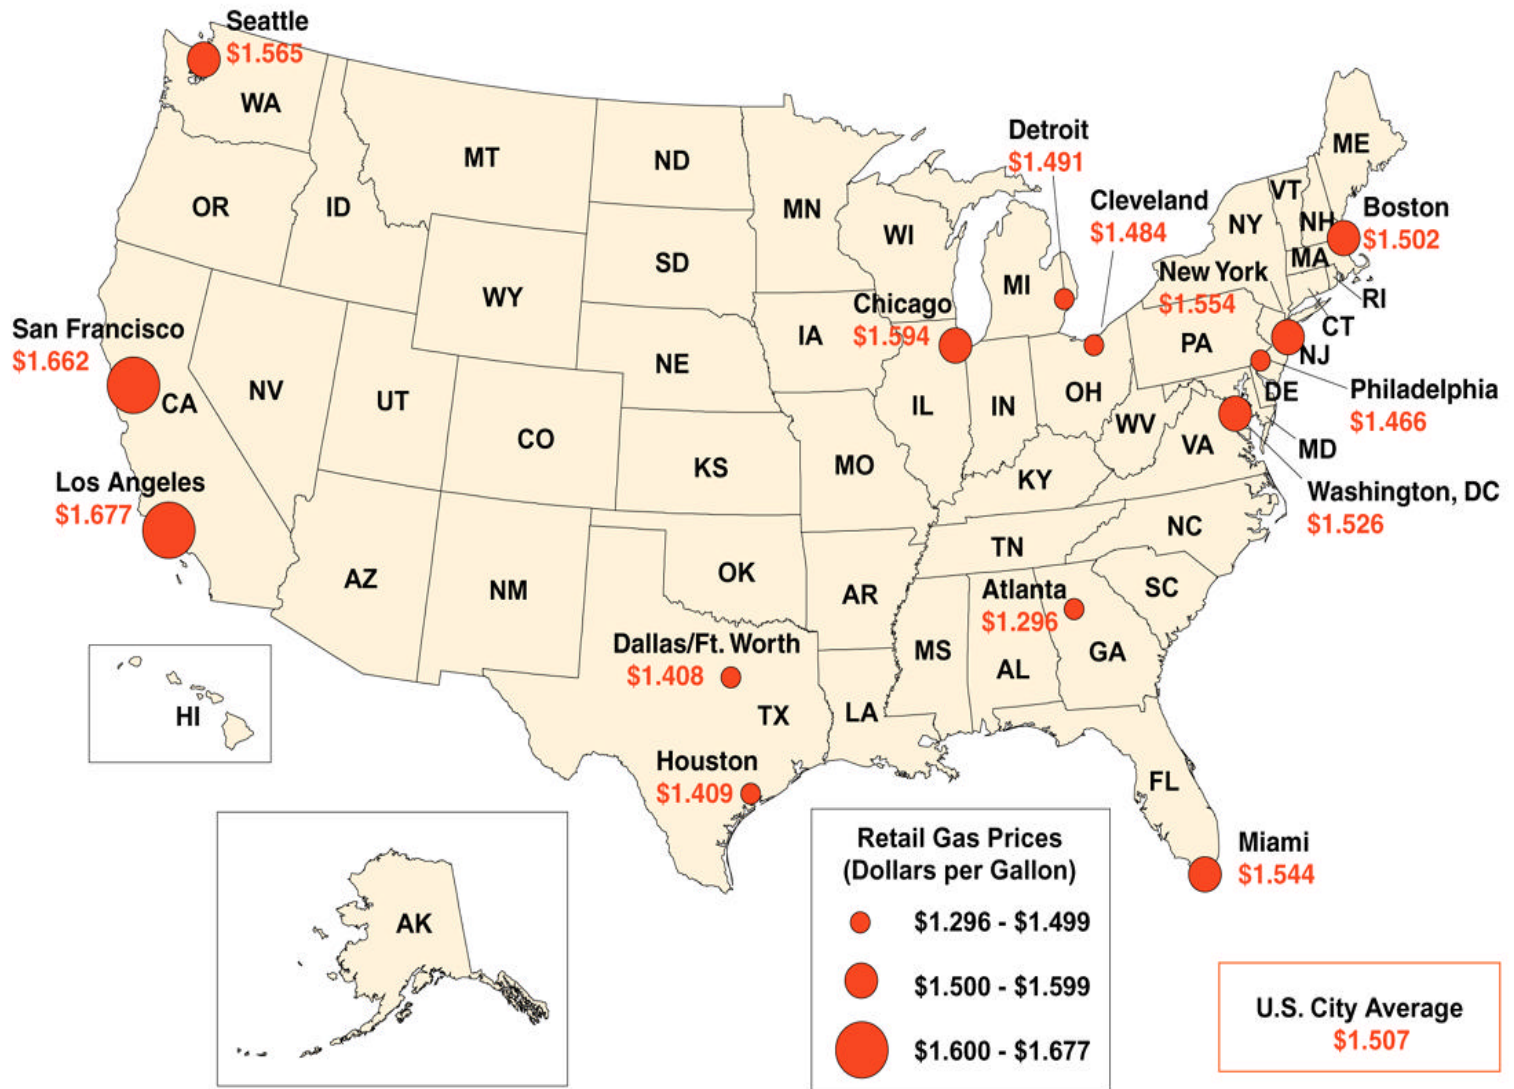 Seattle
$1.565
WA
MT
ND
MN
OR
ID
SD
WI
WY
Detroit
$1.491
Cleveland
$1.484
MI
ME
VT
NH
NY
Boston
$1.502
MA
RI
CT
New York
$1.554
Chicago
$1.594
San Francisco
$1.662
CA
NV
UT
CO
NE
IA
IL
IN
OH
PA
NJ
DE
Philadelphia
$1.466
MD
WV
VA
Washington, DC
$1.526
KS
MO
KY
Los Angeles
$1.677
AZ
NM
OK
AR
TN
NC
SC
Atlanta
$1.296
GA
MS
AL
Dallas/Ft. Worth
$1.408
TX
LA
Houston
$1.409
FL
Miami
$1.544
HI
AK
Retail Gas Prices
(Dollars per Gallon)
$1.296 - $1.499
$1.500 - $1.599
$1.600 - $1.677
U.S. City Average
$1.507